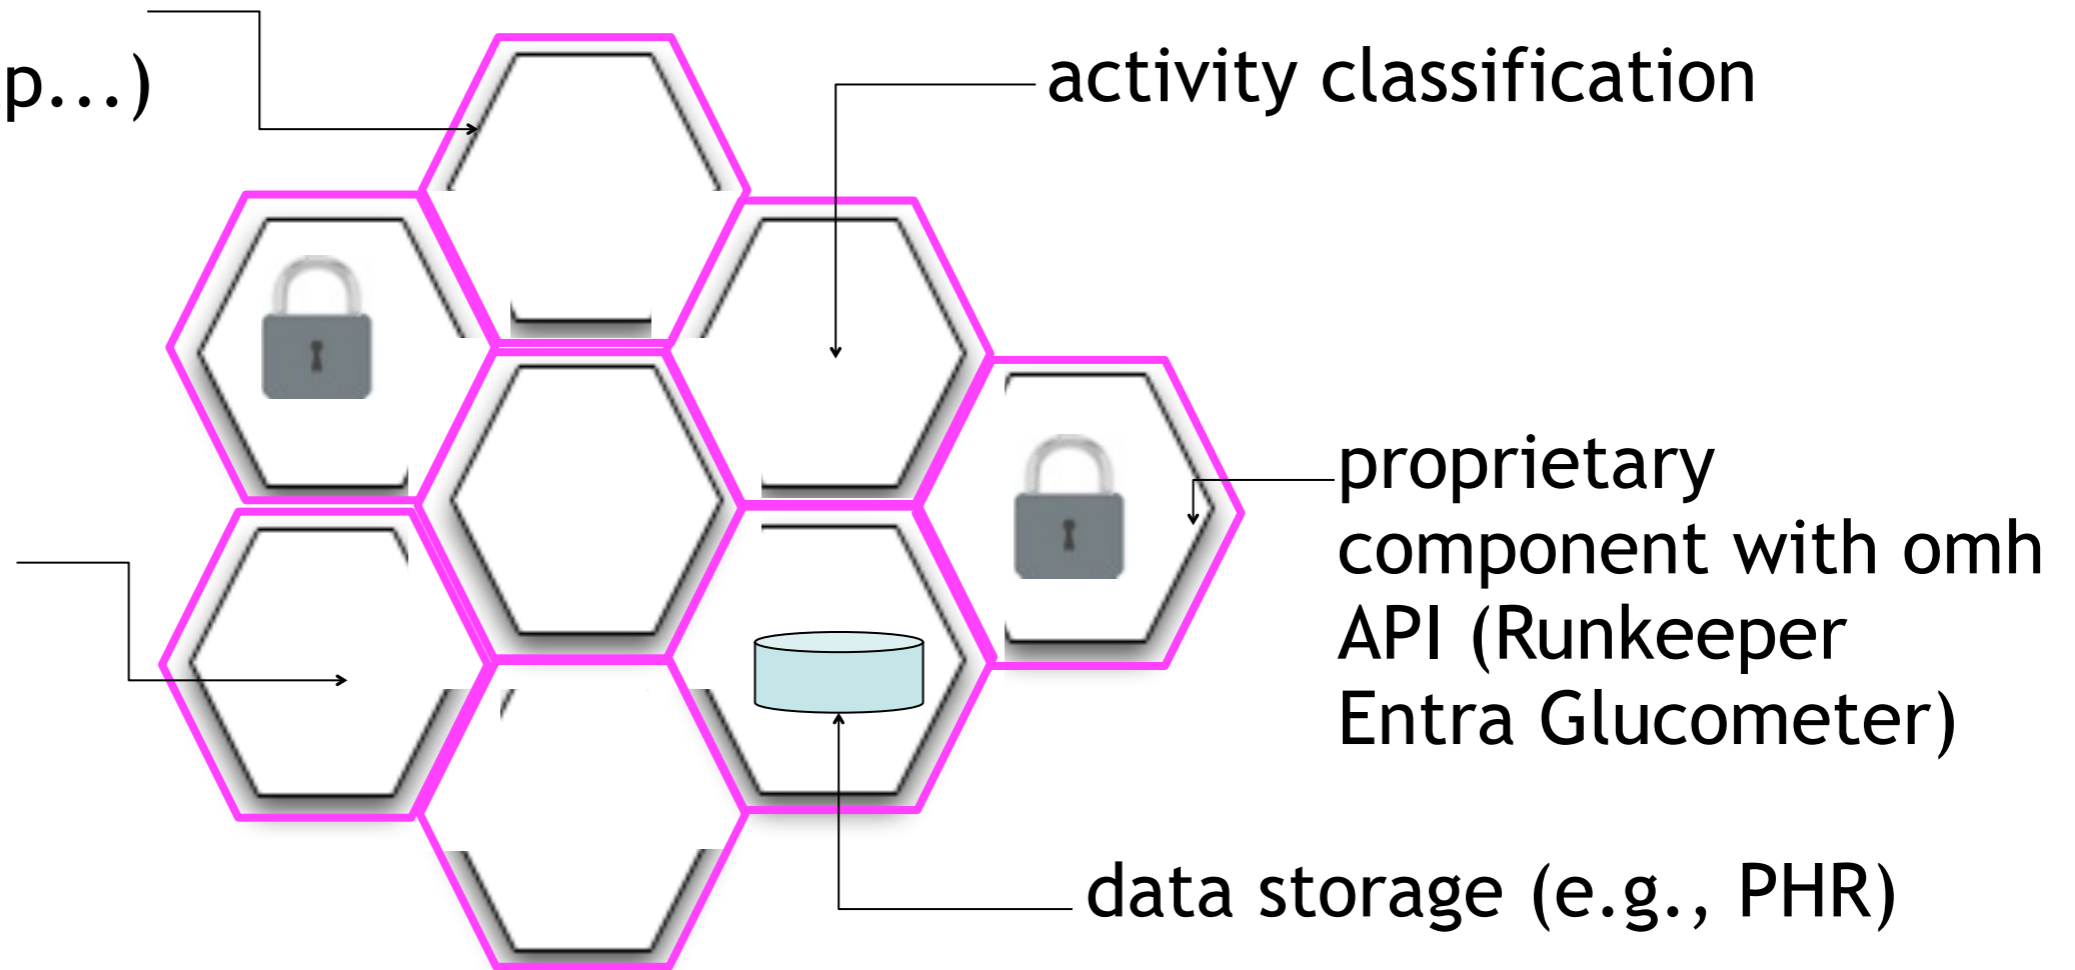 p...)
activity classification
proprietary
component with omh
API (Runkeeper
Entra Glucometer)
data storage (e.g., PHR)